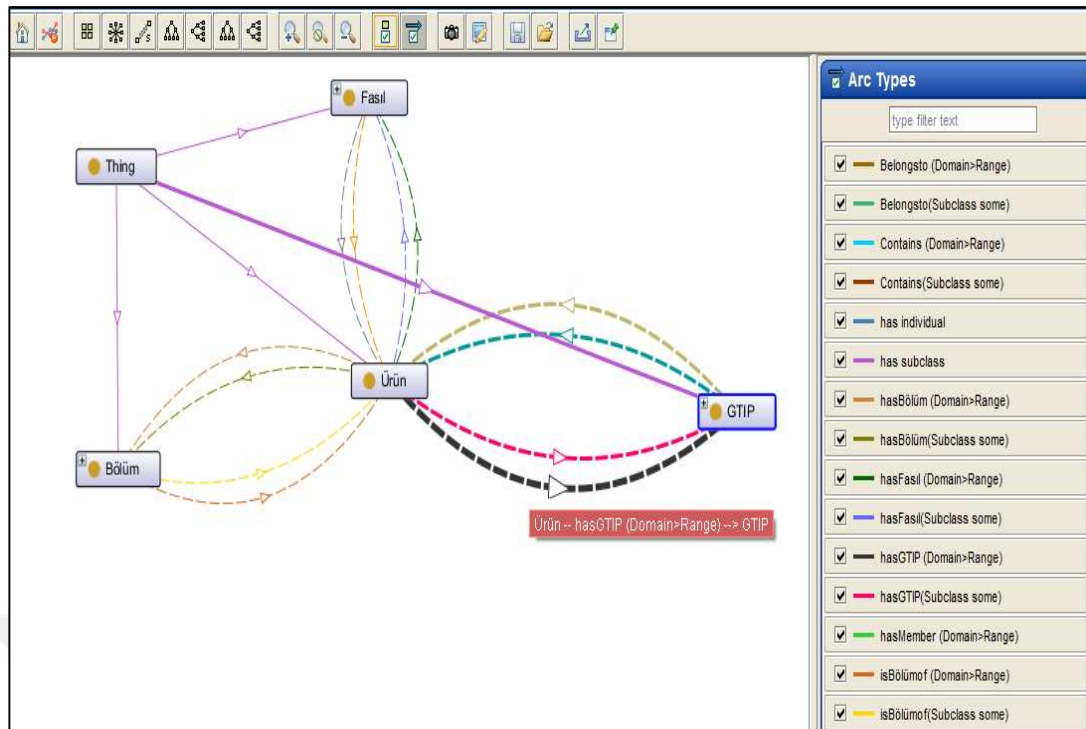 Fasıl
Thing
Ürün
GTIP
Bölüm
Ürün -- hasGTIP (Domain>Range) --> GTIP
Arc Types
type filter text
Belongsto (Domain>Range)
Belongsto(Subclass some)
Contains (Domain>Range)
Contains(Subclass some)
has individual
has subclass
hasBölüm (Domain>Range)
hasBölüm(Subclass some)
hasFasıl (Domain>Range)
hasFasıl(Subclass some)
hasGTIP (Domain>Range)
hasGTIP(Subclass some)
hasMember (Domain>Range)
isBölümof (Domain>Range)
isBölümof(Subclass some)